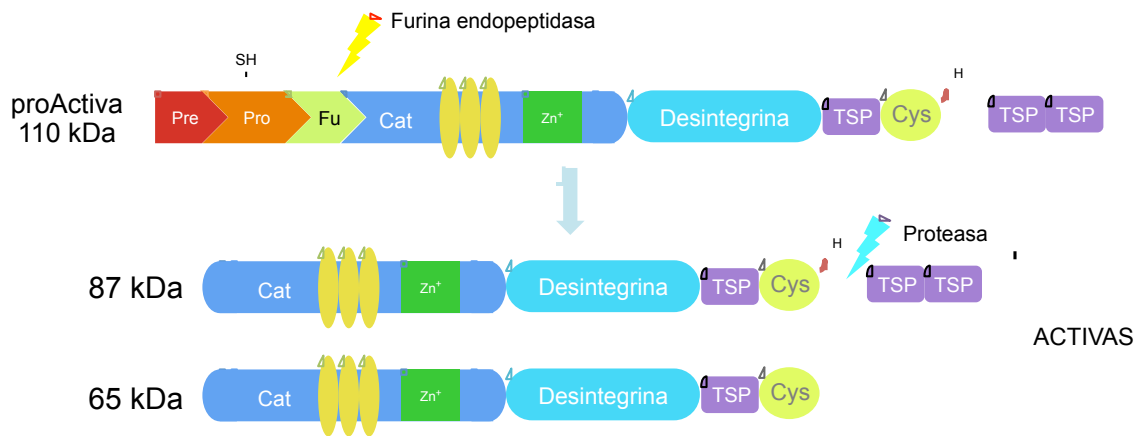 Furina endopeptidasa
SH
proActiva
110 kDa
Pre
Pro
Fu
Cat
Zn⁺
Desintegrina
TSP
Cys
H
TSP
TSP
87 kDa
Cat
Zn⁺
Desintegrina
TSP
Cys
H
Proteasa
TSP
TSP
ACTIVAS
65 kDa
Cat
Zn⁺
Desintegrina
TSP
Cys